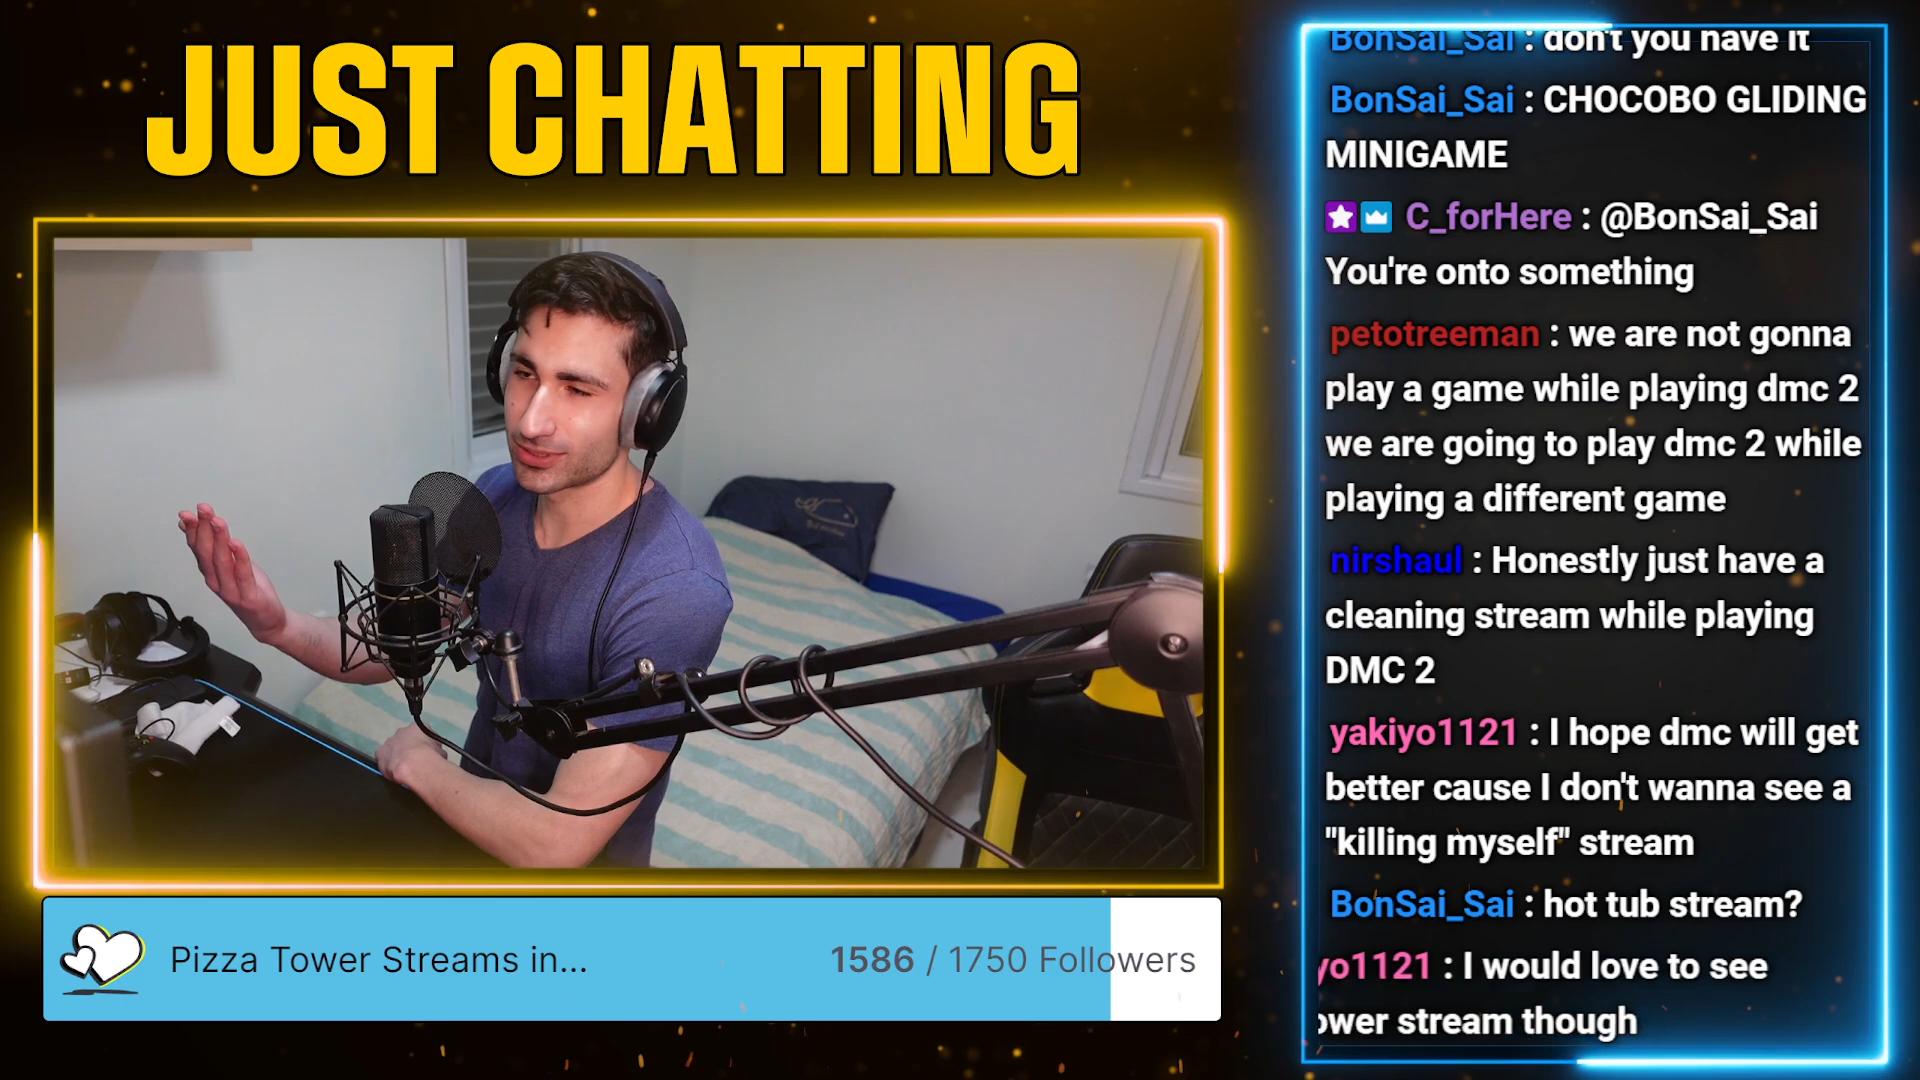 JUST CHATTING
Pizza Tower Streams in...
1586 / 1750 Followers
BonSai_Sai : don't you have it
BonSai_Sai : CHOCOBO GLIDING
MINIGAME
C_forHere : @BonSai_Sai
You're onto something
petotreeman : we are not gonna
play a game while playing dmc 2
we are going to play dmc 2 while
playing a different game
nirshaul : Honestly just have a
cleaning stream while playing
DMC 2
yakiyo1121 : I hope dmc will get
better cause I don't wanna see a
"killing myself" stream
BonSai_Sai : hot tub stream?
yo1121 : I would love to see
ower stream though